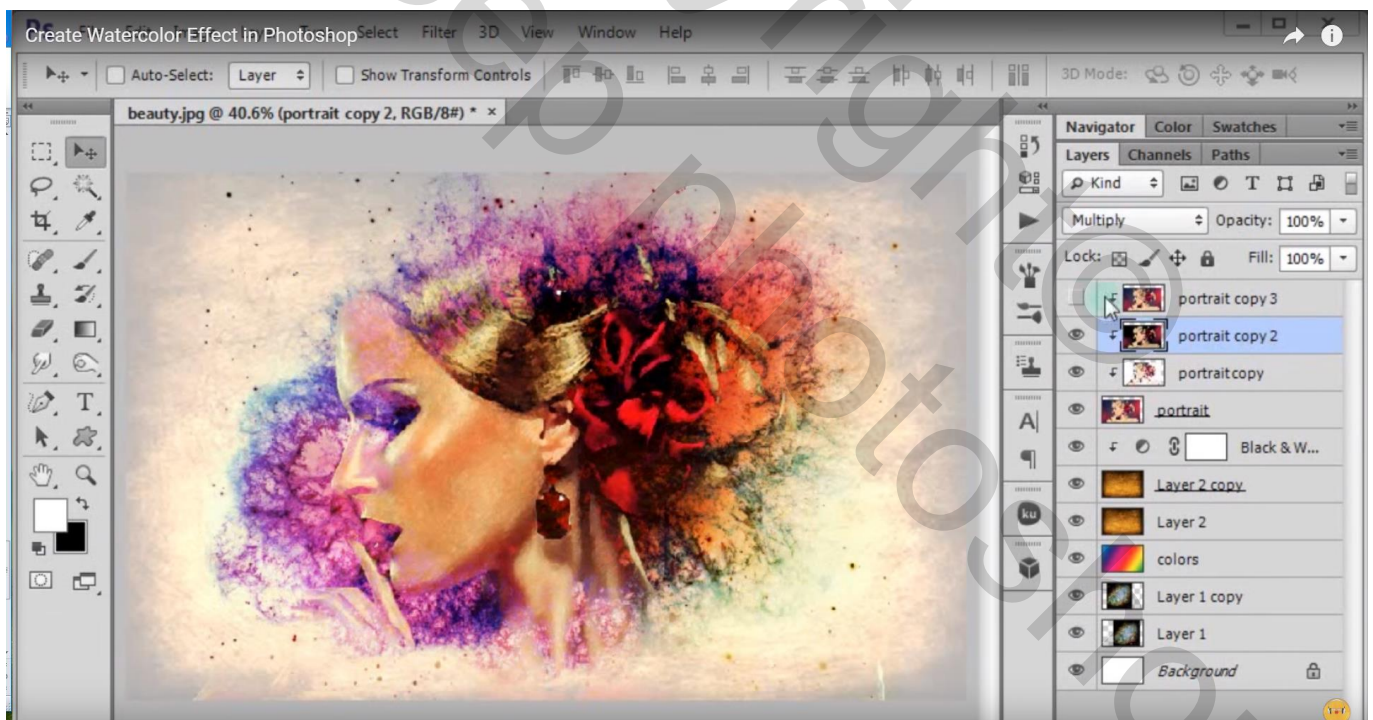 Create Watercolor Effect in Photoshop
Select Filter 3D View Window Help
Auto-Select: Layer Show Transform Controls 3D Mode:
beauty.jpg @ 40.6% (portrait copy 2, RGB/8#) * ×
Navigator Color Swatches
Layers Channels Paths
Kind
Multiply Opacity: 100%
Lock: Fill: 100%
portrait copy 3
portrait copy 2
portrait copy
portrait
Black & W...
Layer 2 copy
Layer 2
colors
Layer 1 copy
Layer 1
Background
ku